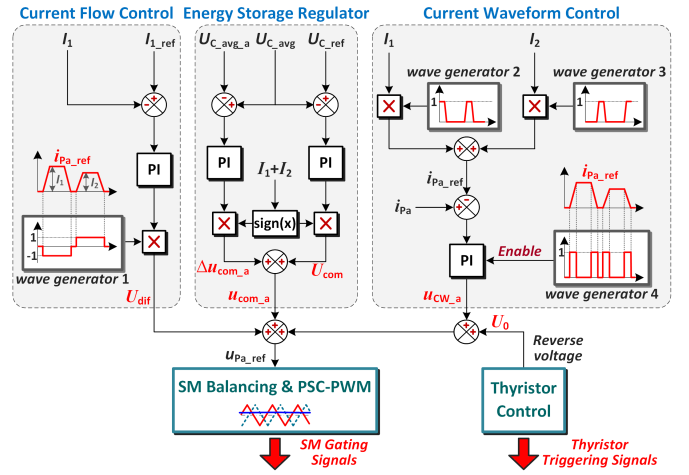 Current Flow Control
Energy Storage Regulator
Current Waveform Control
I1
I1_ref
UC_avg_a
UC_avg
UC_ref
I1
I2
wave generator 2
wave generator 3
1
1
- +
- +
+ -
PI
PI
PI
+ +
iPa_ref
I1
I2
I1+I2
iPa_ref
iPa
+ -
iPa_ref
sign(x)
1
-1
wave generator 1
PI
Enable
1
wave generator 4
Δucom_a
Ucom
+ +
Udif
ucom_a
uCW_a
U0
+ + +
+ +
uPa_ref
Reverse
voltage
SM Balancing & PSC-PWM
Thyristor
Control
SM Gating
Signals
Thyristor
Triggering Signals